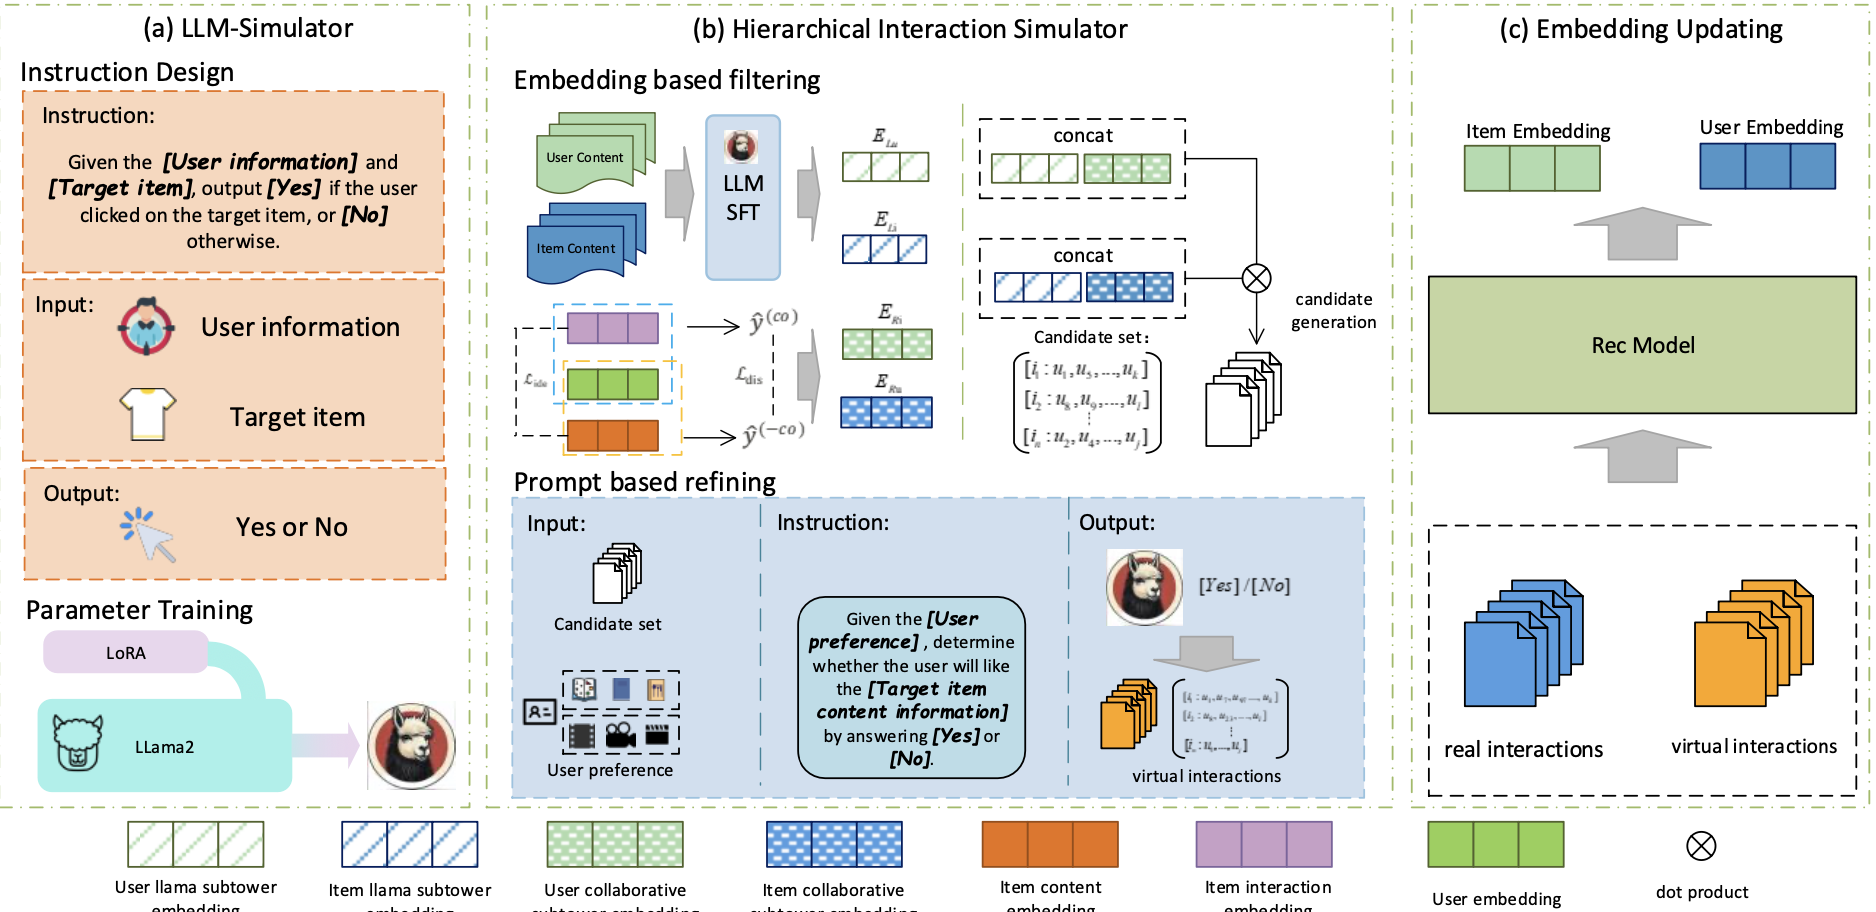 (a) LLM-Simulator
Instruction Design
Instruction:
Given the [User information] and
[Target item], output [Yes] if the user
clicked on the target item, or [No]
otherwise.
Input:
User information
Target item
Output:
Yes or No
Parameter Training
LoRA
LLama2
(b) Hierarchical Interaction Simulator
Embedding based filtering
User Content
Item Content
LLM
SFT
E_{Lu}
E_{Li}
ŷ^{(co)}
ℒ_{ide}
ℒ_{dis}
ŷ^{(-co)}
E_{Ri}
E_{Ru}
concat
concat
candidate
generation
Candidate set:
[i_1 : u_1, u_5, ..., u_k]
[i_2 : u_8, u_9, ..., u_j]
⋮
[i_n : u_2, u_4, ..., u_j]
Prompt based refining
Input:
Candidate set
User preference
Instruction:
Given the [User
preference] , determine
whether the user will like
the [Target item
content information]
by answering [Yes] or
[No].
Output:
[Yes]/[No]
virtual interactions
(c) Embedding Updating
Item Embedding
User Embedding
Rec Model
real interactions
virtual interactions
User llama subtower
embedding
Item llama subtower
embedding
User collaborative
subtower embedding
Item collaborative
subtower embedding
Item content
embedding
Item interaction
embedding
User embedding
dot product